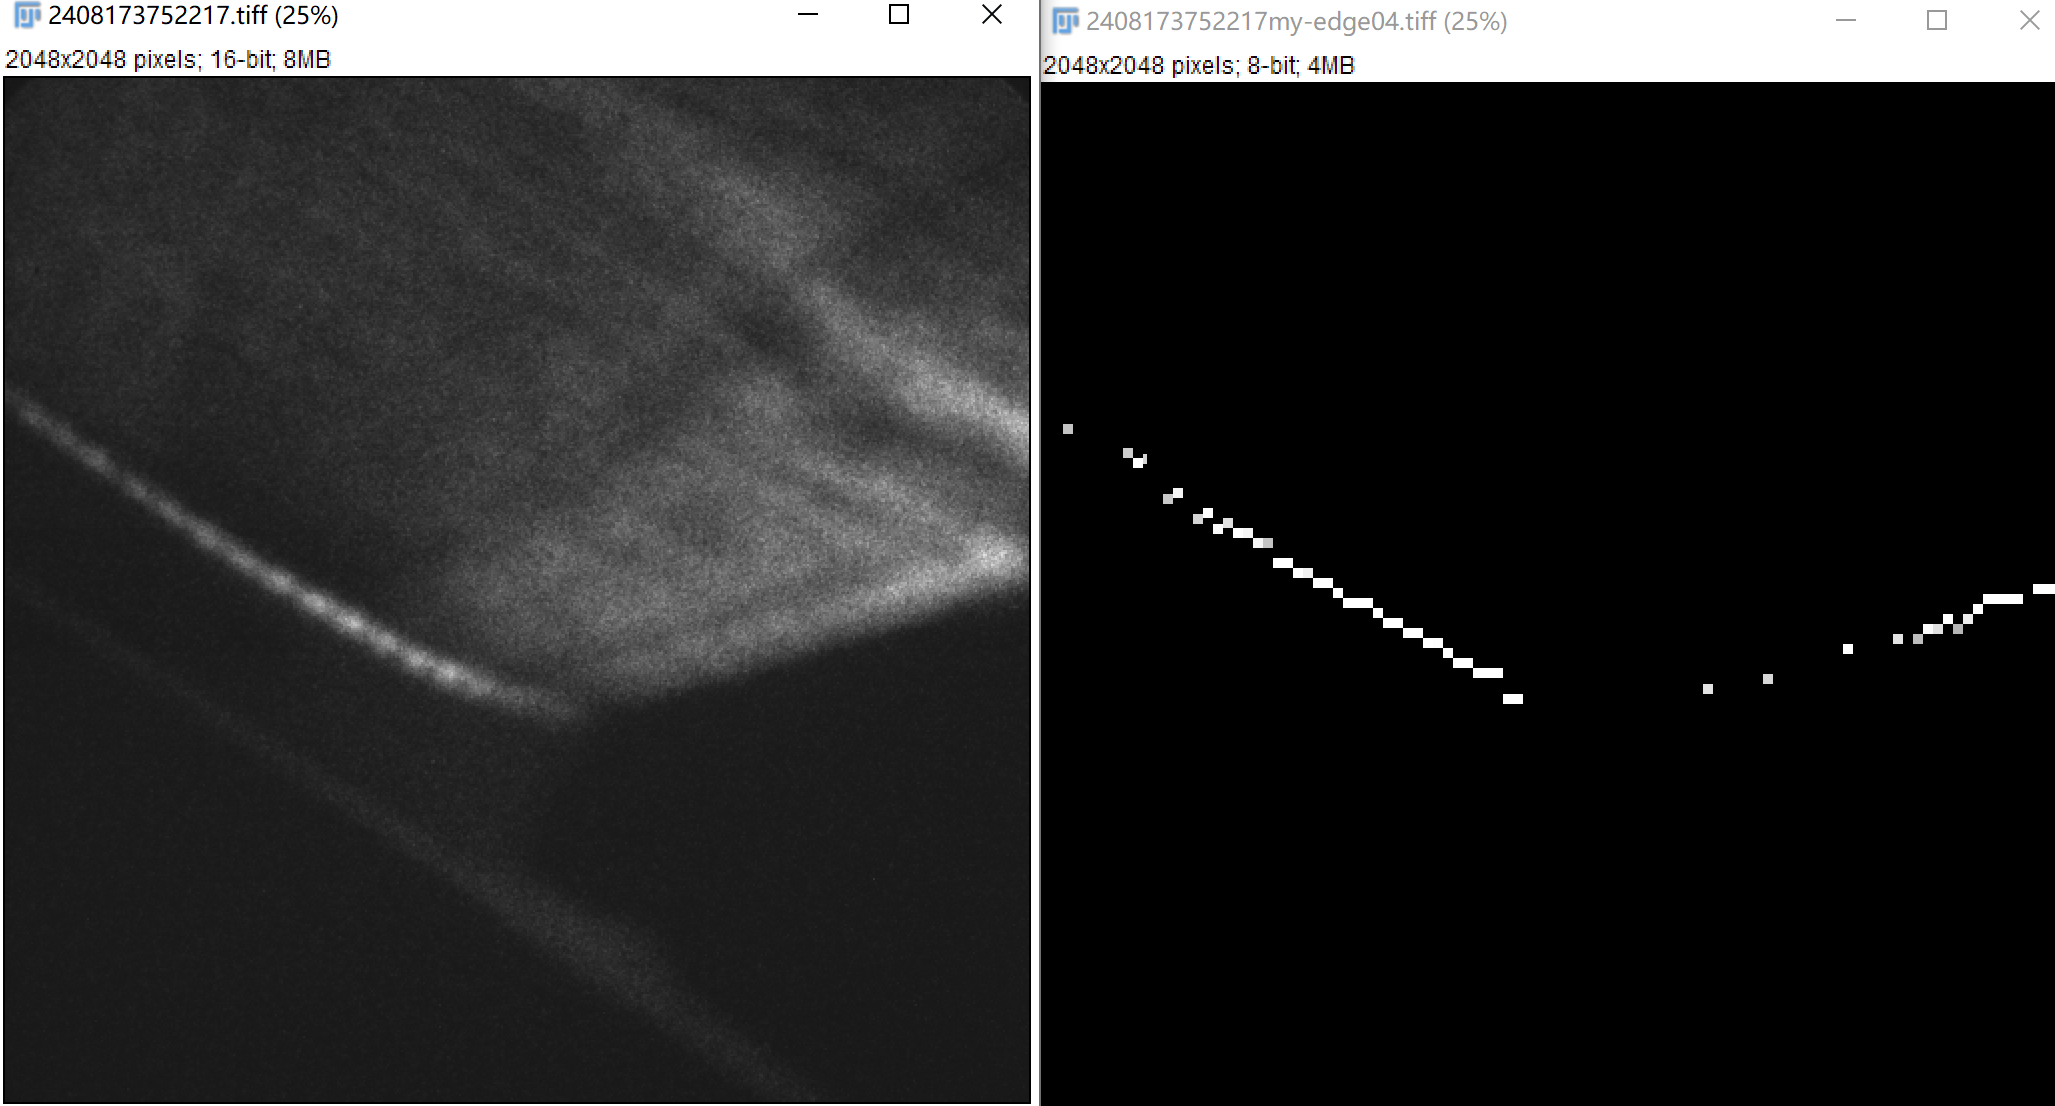 2408173752217.tiff (25%)
2048x2048 pixels; 16-bit; 8MB
2408173752217my-edge04.tiff (25%)
2048x2048 pixels; 8-bit; 4MB